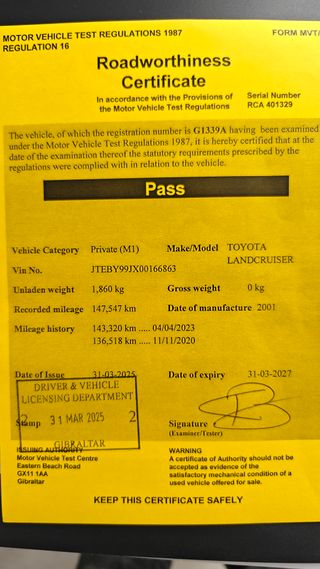 MOTOR VEHICLE TEST REGULATIONS 1987 FORM MVT/
REGULATION 16
Roadworthiness
Certificate
In accordance with the Provisions of
the Motor Vehicle Test Regulations
Serial Number
RCA 401329
The vehicle, of which the registration number is G1339A having been examined
under the Motor Vehicle Test Regulations 1987, it is hereby certified that at the
date of the examination thereof the statutory requirements prescribed by the
regulations were complied with in relation to the vehicle.
Pass
Vehicle Category Private (M1) Make/Model TOYOTA
LANDCRUISER
Vin No. JTEBY99JX00166863
Unladen weight 1,860 kg Gross weight 0 kg
Recorded mileage 147,547 km Date of manufacture 2001
Mileage history 143,320 km ..... 04/04/2023
136,518 km ..... 11/11/2020
Date of Issue 31-03-2025 Date of expiry 31-03-2027
DRIVER & VEHICLE
LICENSING DEPARTMENT
Stamp 2 31 MAR 2025 2
GIBRALTAR
Signature
(Examiner/Tester)
ISSUING AUTHORITY
Motor Vehicle Test Centre
Eastern Beach Road
GX11 1AA
Gibraltar
WARNING
A certificate of Authority should not be
accepted as evidence of the
satisfactory mechanical condition of a
used vehicle offered for sale.
KEEP THIS CERTIFICATE SAFELY